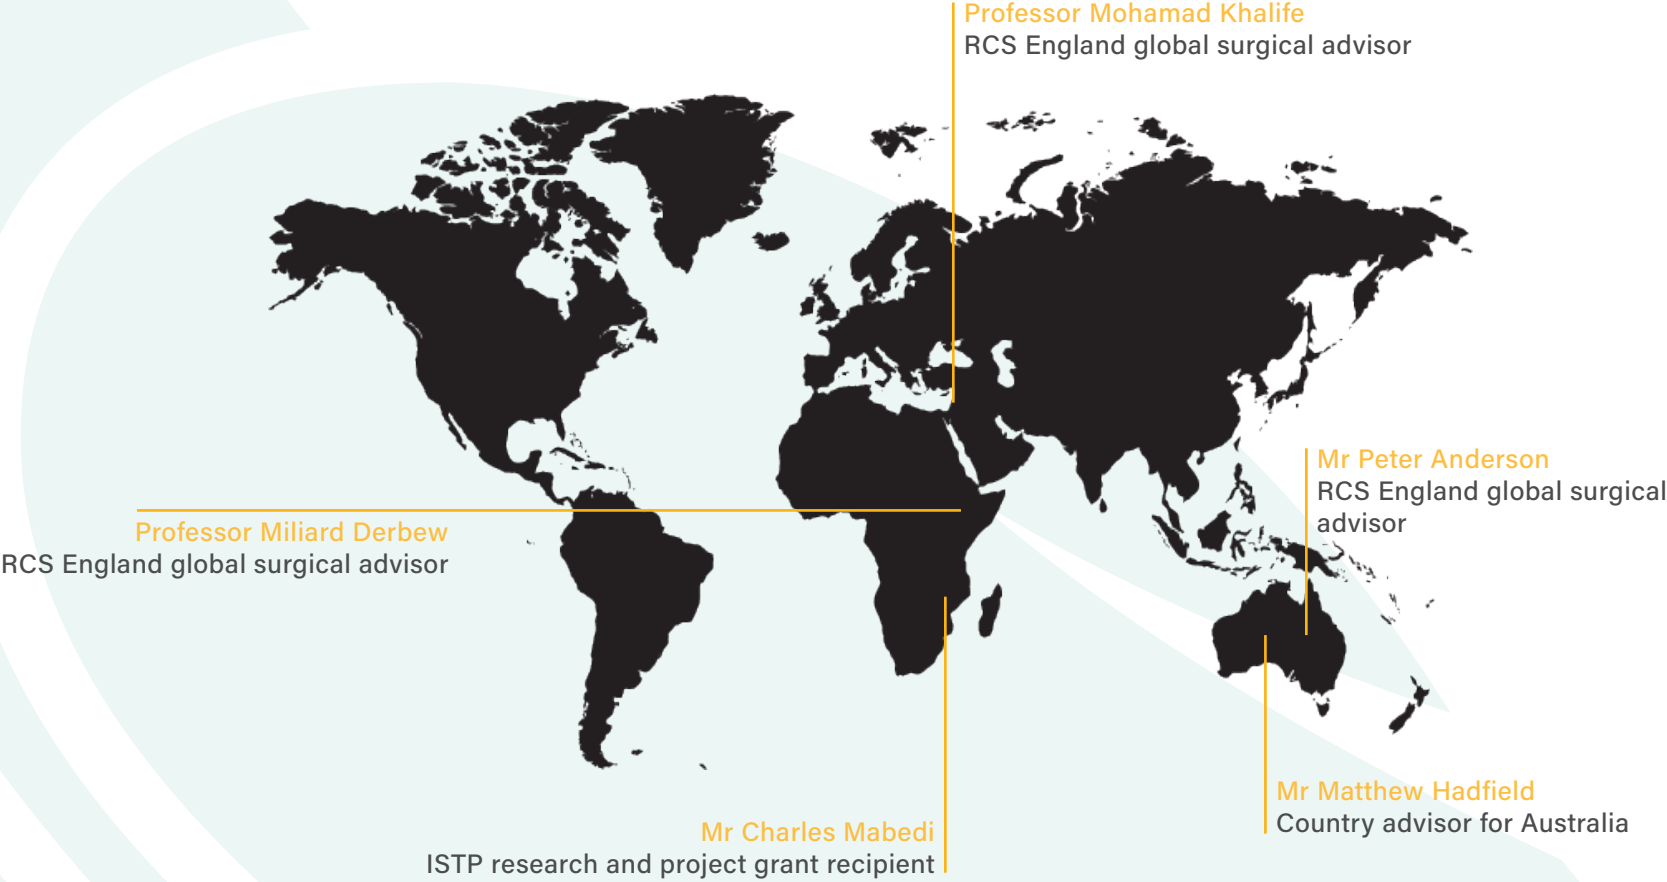 Professor Mohamad Khalife
RCS England global surgical advisor
Mr Peter Anderson
RCS England global surgical
advisor
Professor Miliard Derbew
RCS England global surgical advisor
Mr Matthew Hadfield
Country advisor for Australia
Mr Charles Mabedi
ISTP research and project grant recipient